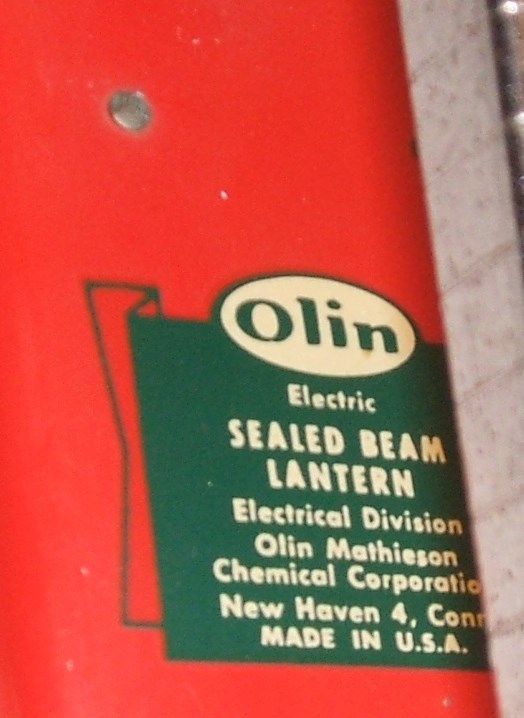 Olin
Electric
SEALED BEAM
LANTERN
Electrical Division
Olin Mathieson
Chemical Corporatio
New Haven 4, Conn
MADE IN U.S.A.